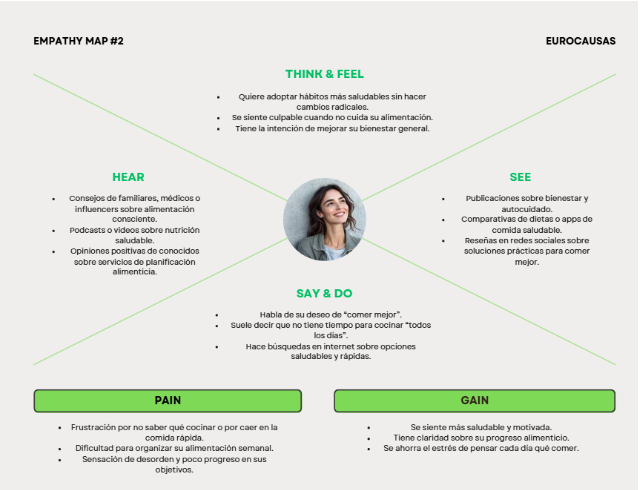 EMPATHY MAP #2
EUROCAUSAS
THINK & FEEL
• Quiere adoptar hábitos más saludables sin hacer
cambios radicales.
• Se siente culpable cuando no cuida su alimentación.
• Tiene la intención de mejorar su bienestar general.
HEAR
• Consejos de familiares, médicos o
influencers sobre alimentación
consciente.
• Podcasts o videos sobre nutrición
saludable.
• Opiniones positivas de conocidos
sobre servicios de planificación
alimenticia.
SEE
• Publicaciones sobre bienestar y
autocuidado.
• Comparativas de dietas o apps de
comida saludable.
• Reseñas en redes sociales sobre
soluciones prácticas para comer
mejor.
SAY & DO
• Habla de su deseo de “comer mejor”.
• Suele decir que no tiene tiempo para cocinar “todos
los días”.
• Hace búsquedas en internet sobre opciones
saludables y rápidas.
PAIN
• Frustración por no saber qué cocinar o por caer en la
comida rápida.
• Dificultad para organizar su alimentación semanal.
• Sensación de desorden y poco progreso en sus
objetivos.
GAIN
• Se siente más saludable y motivada.
• Tiene claridad sobre su progreso alimenticio.
• Se ahorra el estrés de pensar cada día qué comer.